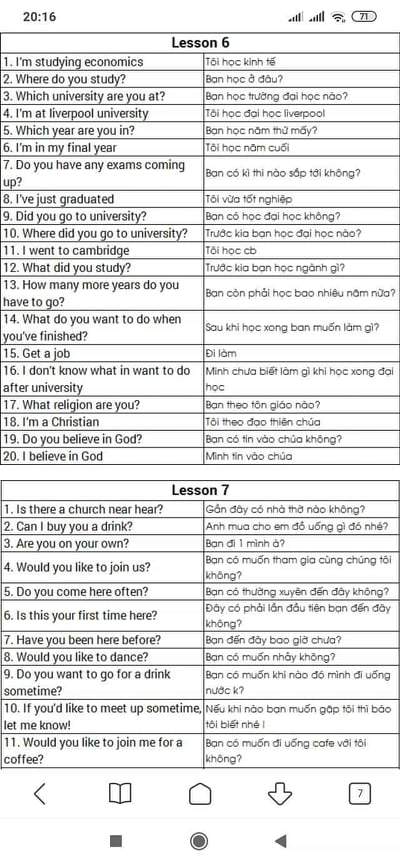 20:16
71
Lesson 6
1. I'm studying economics
Tôi học kinh tế
2. Where do you study?
Bạn học ở đâu?
3. Which university are you at?
Bạn học trường đại học nào?
4. I'm at liverpool university
Tôi học đại học liverpool
5. Which year are you in?
Bạn học năm thứ mấy?
6. I'm in my final year
Tôi học năm cuối
7. Do you have any exams coming
up?
Bạn có kì thi nào sắp tới không?
8. I've just graduated
Tôi vừa tốt nghiệp
9. Did you go to university?
Bạn có học đại học không?
10. Where did you go to university?
Trước kia bạn học đại học nào?
11. I went to cambridge
Tôi học cb
12. What did you study?
Trước kia bạn học ngành gì?
13. How many more years do you
have to go?
Bạn còn phải học bao nhiêu năm nữa?
14. What do you want to do when
you've finished?
Sau khi học xong bạn muốn làm gì?
15. Get a job
Đi làm
16. I don't know what in want to do
after university
Mình chưa biết làm gì khi học xong đại
học
17. What religion are you?
Bạn theo tôn giáo nào?
18. I'm a Christian
Tôi theo đạo thiên chúa
19. Do you believe in God?
Bạn có tin vào chúa không?
20. I believe in God
Mình tin vào chúa
Lesson 7
1. Is there a church near hear?
Gần đây có nhà thờ nào không?
2. Can I buy you a drink?
Anh mua cho em đồ uống gì đó nhé?
3. Are you on your own?
Bạn đi 1 mình à?
4. Would you like to join us?
Bạn có muốn tham gia cùng chúng tôi
không?
5. Do you come here often?
Bạn có thường xuyên đến đây không?
6. Is this your first time here?
Đây có phải lần đầu tiên bạn đến đây
không?
7. Have you been here before?
Bạn đến đây bao giờ chưa?
8. Would you like to dance?
Bạn có muốn nhảy không?
9. Do you want to go for a drink
sometime?
Bạn có muốn khi nào đó mình đi uống
nước k?
10. If you'd like to meet up sometime,
let me know!
Nếu khi nào bạn muốn gặp tôi thì báo
tôi biết nhé !
11. Would you like to join me for a
coffee?
Bạn có muốn đi uống cafe với tôi
không?
7